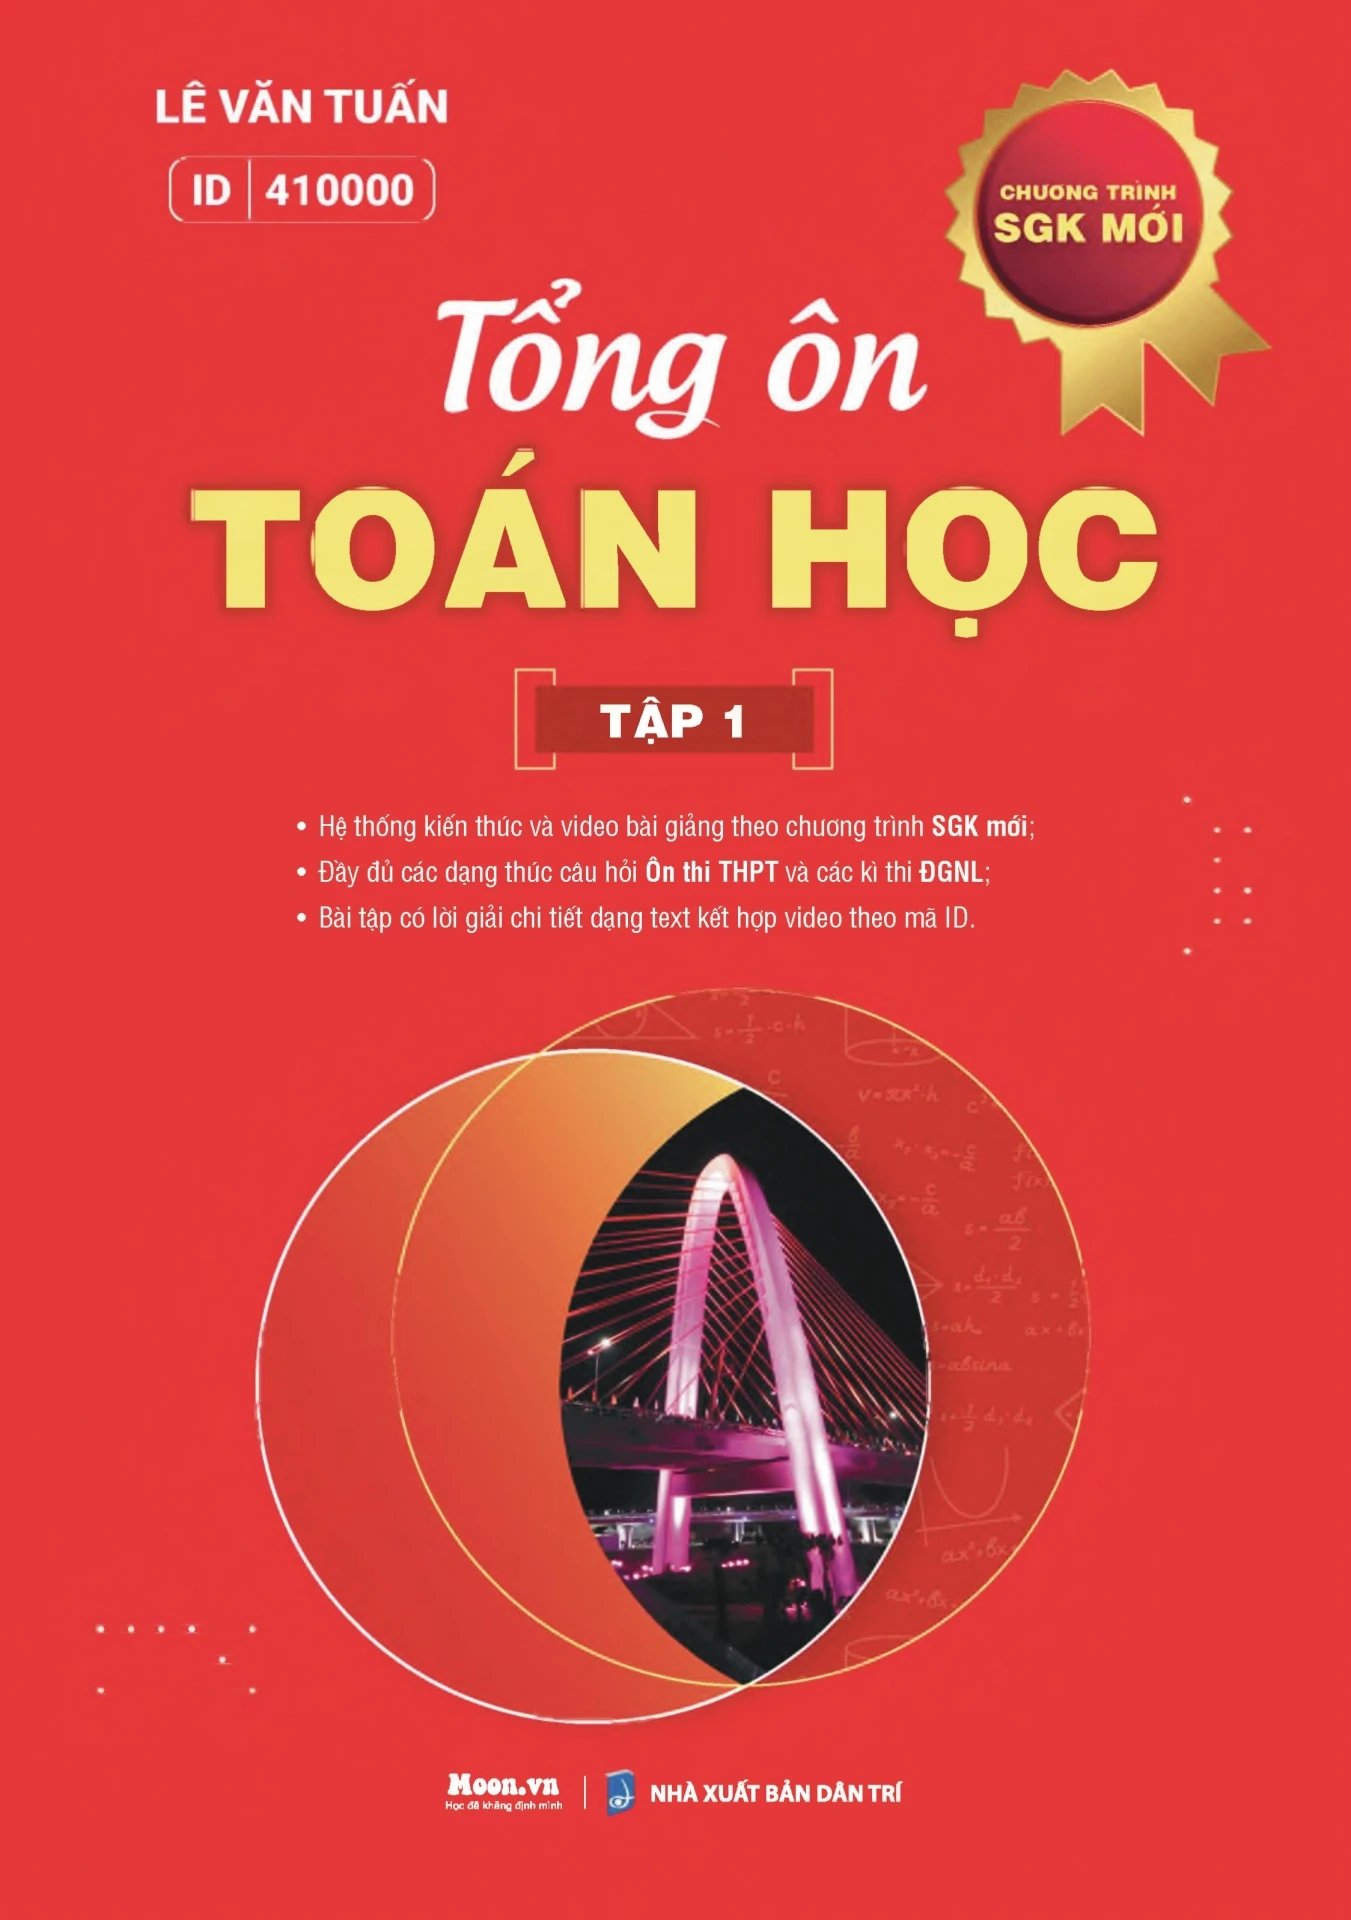 LÊ VĂN TUẤN
ID 410000
CHƯƠNG TRÌNH
SGK MỚI
Tổng ôn
TOÁN HỌC
TẬP 1
• Hệ thống kiến thức và video bài giảng theo chương trình SGK mới;
• Đầy đủ các dạng thức câu hỏi Ôn thi THPT và các kì thi ĐGNL;
• Bài tập có lời giải chi tiết dạng text kết hợp video theo mã ID.
Moon.vn
Học để khẳng định mình
NHÀ XUẤT BẢN DÂN TRÍ